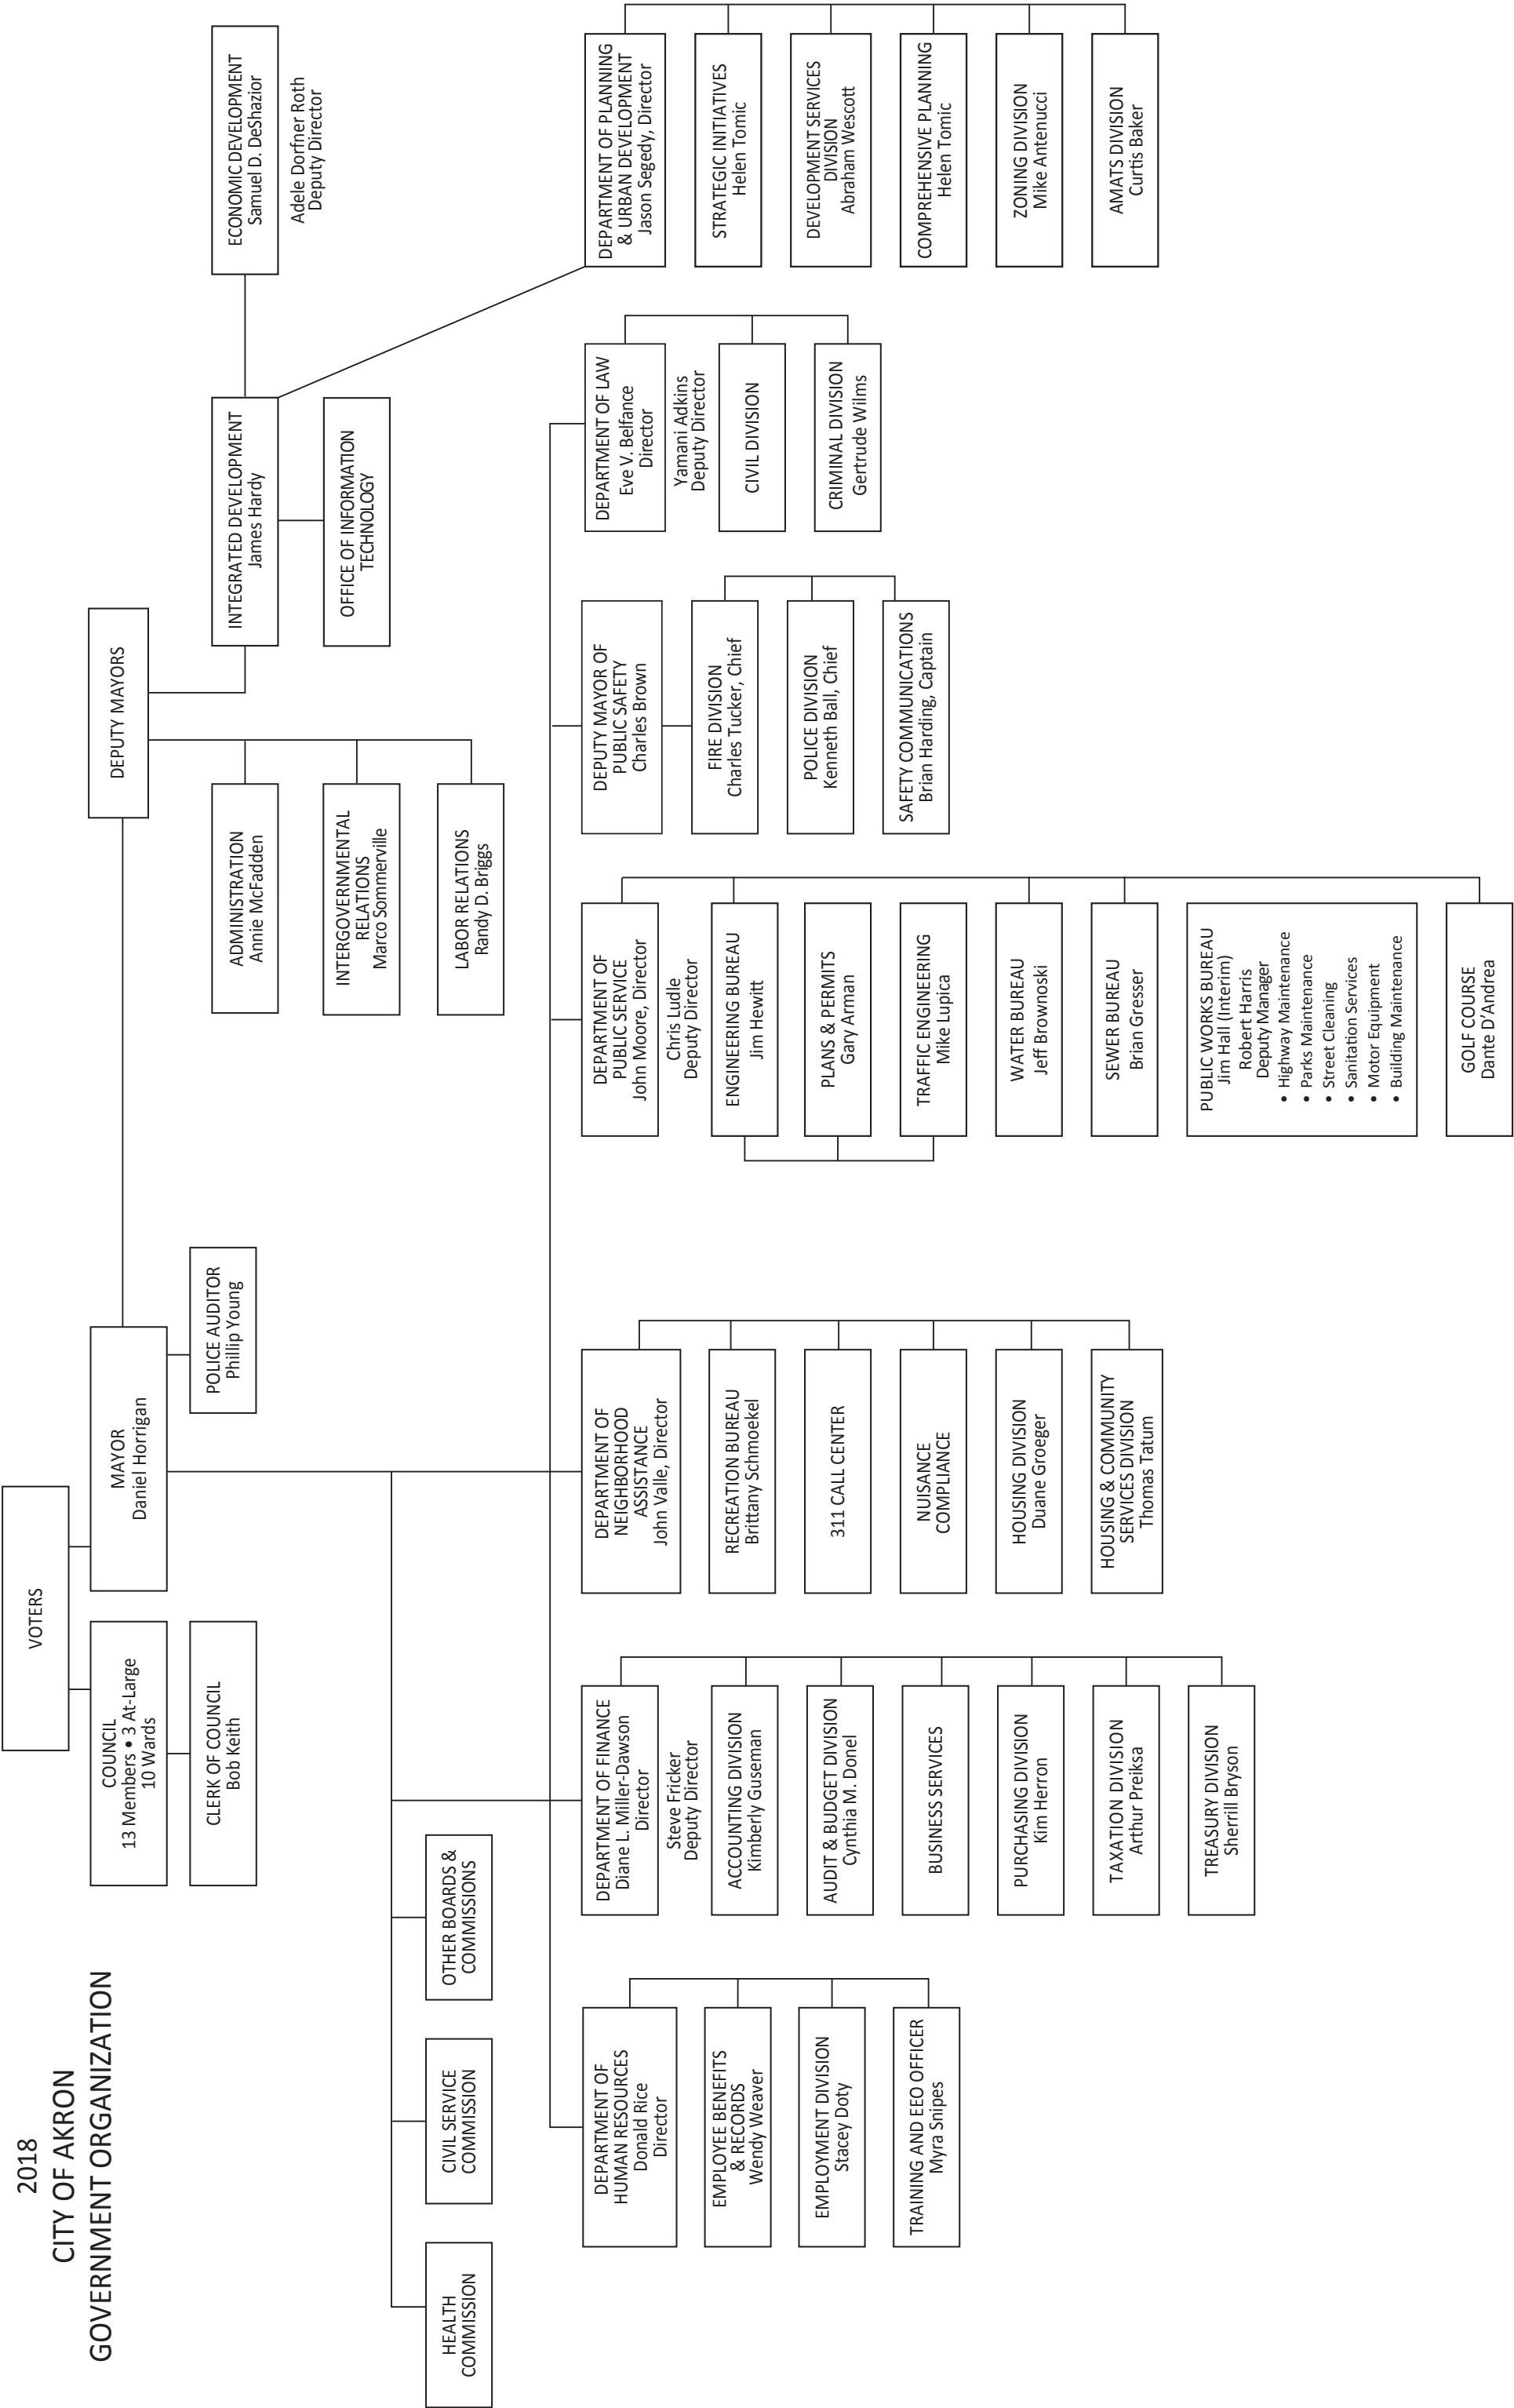 2018
CITY OF AKRON
GOVERNMENT ORGANIZATION
VOTERS
COUNCIL
13 Members • 3 At-Large
10 Wards
CLERK OF COUNCIL
Bob Keith
MAYOR
Daniel Horrigan
POLICE AUDITOR
Phillip Young
DEPUTY MAYORS
ADMINISTRATION
Annie McFadden
INTERGOVERNMENTAL
RELATIONS
Marco Sommerville
LABOR RELATIONS
Randy D. Briggs
INTEGRATED DEVELOPMENT
James Hardy
OFFICE OF INFORMATION
TECHNOLOGY
ECONOMIC DEVELOPMENT
Samuel D. DeShazior
Adele Dorfner Roth
Deputy Director
HEALTH
COMMISSION
CIVIL SERVICE
COMMISSION
OTHER BOARDS &
COMMISSIONS
DEPARTMENT OF
HUMAN RESOURCES
Donald Rice
Director
EMPLOYEE BENEFITS
& RECORDS
Wendy Weaver
EMPLOYMENT DIVISION
Stacey Doty
TRAINING AND EEO OFFICER
Myra Snipes
DEPARTMENT OF FINANCE
Diane L. Miller-Dawson
Director
Steve Fricker
Deputy Director
ACCOUNTING DIVISION
Kimberly Guseman
AUDIT & BUDGET DIVISION
Cynthia M. Donel
BUSINESS SERVICES
PURCHASING DIVISION
Kim Herron
TAXATION DIVISION
Arthur Preiksa
TREASURY DIVISION
Sherrill Bryson
DEPARTMENT OF
NEIGHBORHOOD
ASSISTANCE
John Valle, Director
RECREATION BUREAU
Brittany Schmoekel
311 CALL CENTER
NUISANCE
COMPLIANCE
HOUSING DIVISION
Duane Groeger
HOUSING & COMMUNITY
SERVICES DIVISION
Thomas Tatum
DEPARTMENT OF
PUBLIC SERVICE
John Moore, Director
Chris Ludle
Deputy Director
ENGINEERING BUREAU
Jim Hewitt
PLANS & PERMITS
Gary Arman
TRAFFIC ENGINEERING
Mike Lupica
WATER BUREAU
Jeff Brownoski
SEWER BUREAU
Brian Gresser
PUBLIC WORKS BUREAU
Jim Hall (Interim)
Robert Harris
Deputy Manager
• Highway Maintenance
• Parks Maintenance
• Street Cleaning
• Sanitation Services
• Motor Equipment
• Building Maintenance
GOLF COURSE
Dante D'Andrea
DEPUTY MAYOR OF
PUBLIC SAFETY
Charles Brown
FIRE DIVISION
Charles Tucker, Chief
POLICE DIVISION
Kenneth Ball, Chief
SAFETY COMMUNICATIONS
Brian Harding, Captain
DEPARTMENT OF LAW
Eve V. Belfance
Director
Yamani Adkins
Deputy Director
CIVIL DIVISION
CRIMINAL DIVISION
Gertrude Wilms
DEPARTMENT OF PLANNING
& URBAN DEVELOPMENT
Jason Segedy, Director
STRATEGIC INITIATIVES
Helen Tomic
DEVELOPMENT SERVICES
DIVISION
Abraham Wescott
COMPREHENSIVE PLANNING
Helen Tomic
ZONING DIVISION
Mike Antenucci
AMATS DIVISION
Curtis Baker